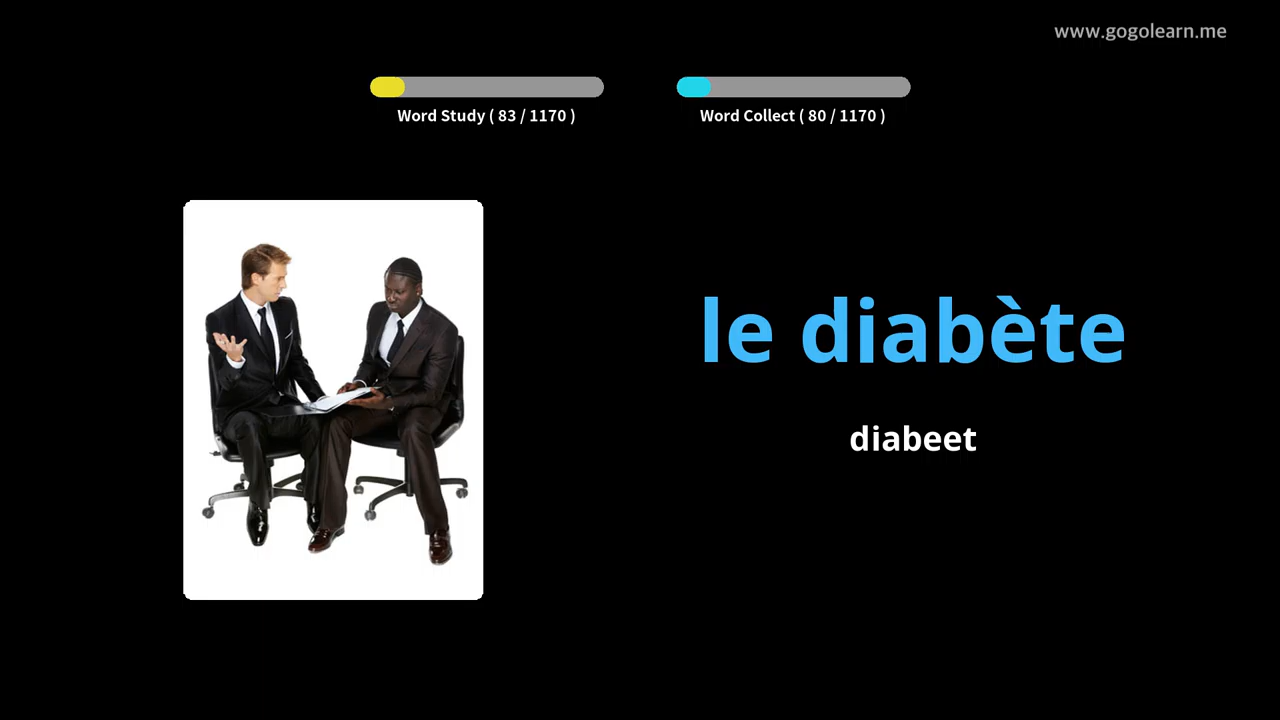 www.gogolearn.me
Word Study ( 83 / 1170 )
Word Collect ( 80 / 1170 )
le diabète
diabeet